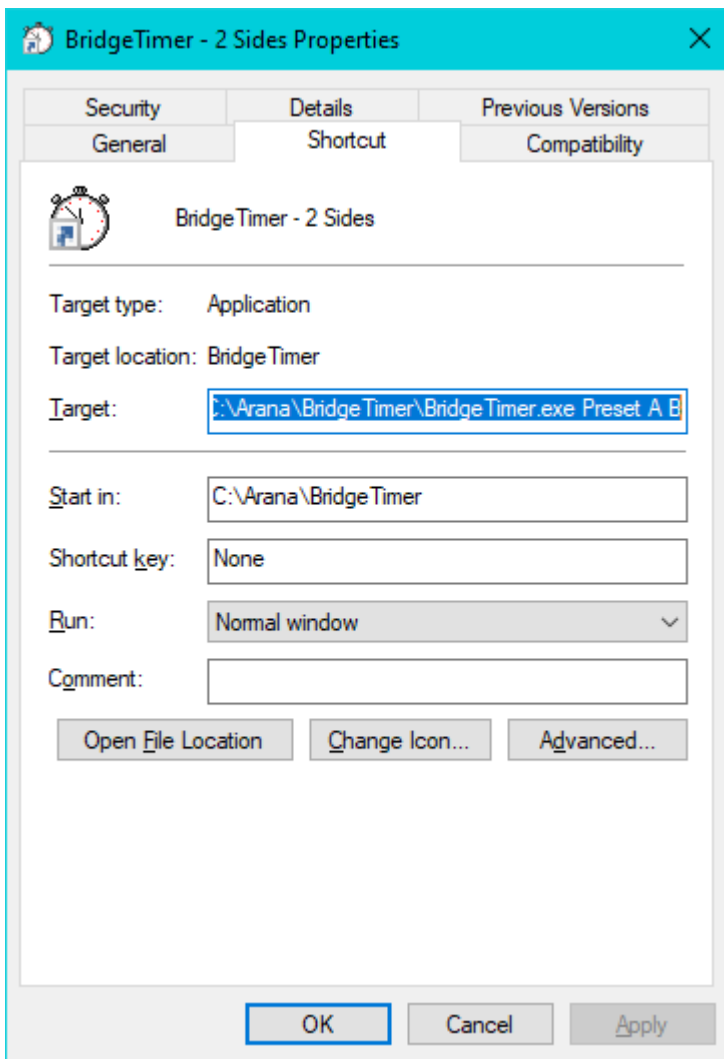 BridgeTimer - 2 Sides Properties
Security Details Previous Versions
General Shortcut Compatibility
BridgeTimer - 2 Sides
Target type: Application
Target location: BridgeTimer
Target: C:\Arana\BridgeTimer\BridgeTimer.exe Preset A B
Start in: C:\Arana\BridgeTimer
Shortcut key: None
Run: Normal window
Comment:
Open File Location Change Icon... Advanced...
OK Cancel Apply